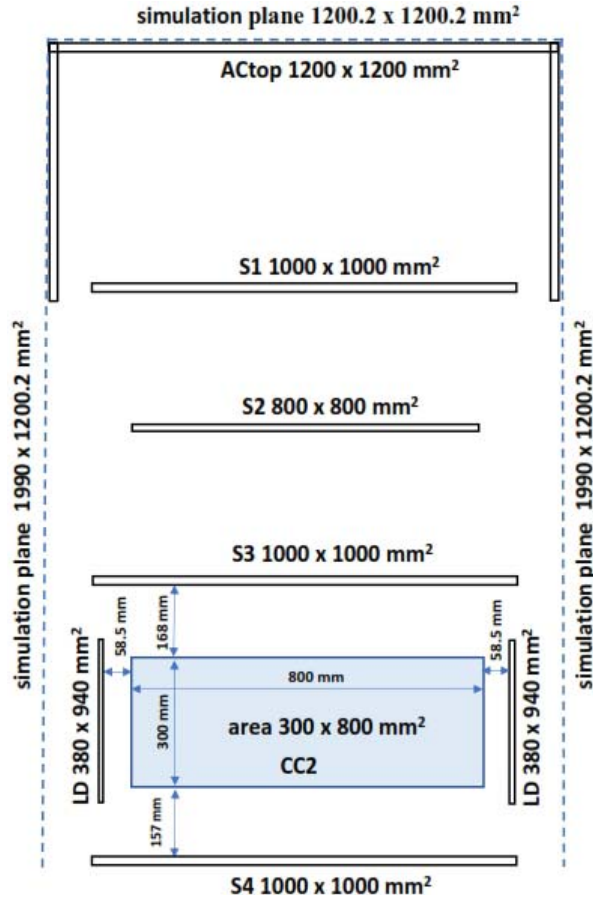 simulation plane 1200.2 x 1200.2 mm²
ACtop 1200 x 1200 mm²
S1 1000 x 1000 mm²
simulation plane 1990 x 1200.2 mm²
simulation plane 1990 x 1200.2 mm²
S2 800 x 800 mm²
S3 1000 x 1000 mm²
58.5 mm
168 mm
58.5 mm
LD 380 x 940 mm²
800 mm
300 mm
area 300 x 800 mm²
CC2
LD 380 x 940 mm²
157 mm
S4 1000 x 1000 mm²